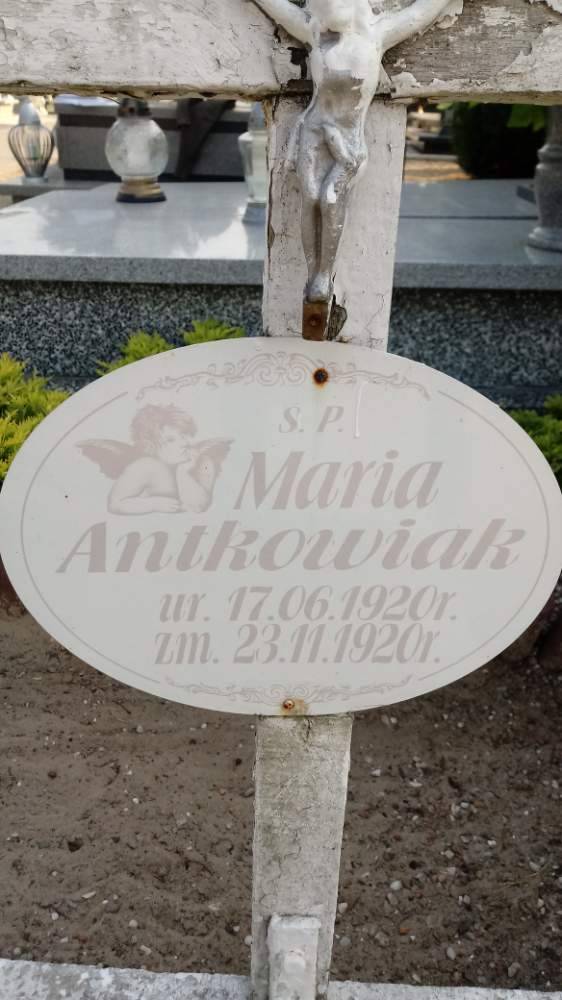 S. P.
Maria
Antkowiak
ur. 17.06.1920r.
zm. 23.11.1920r.